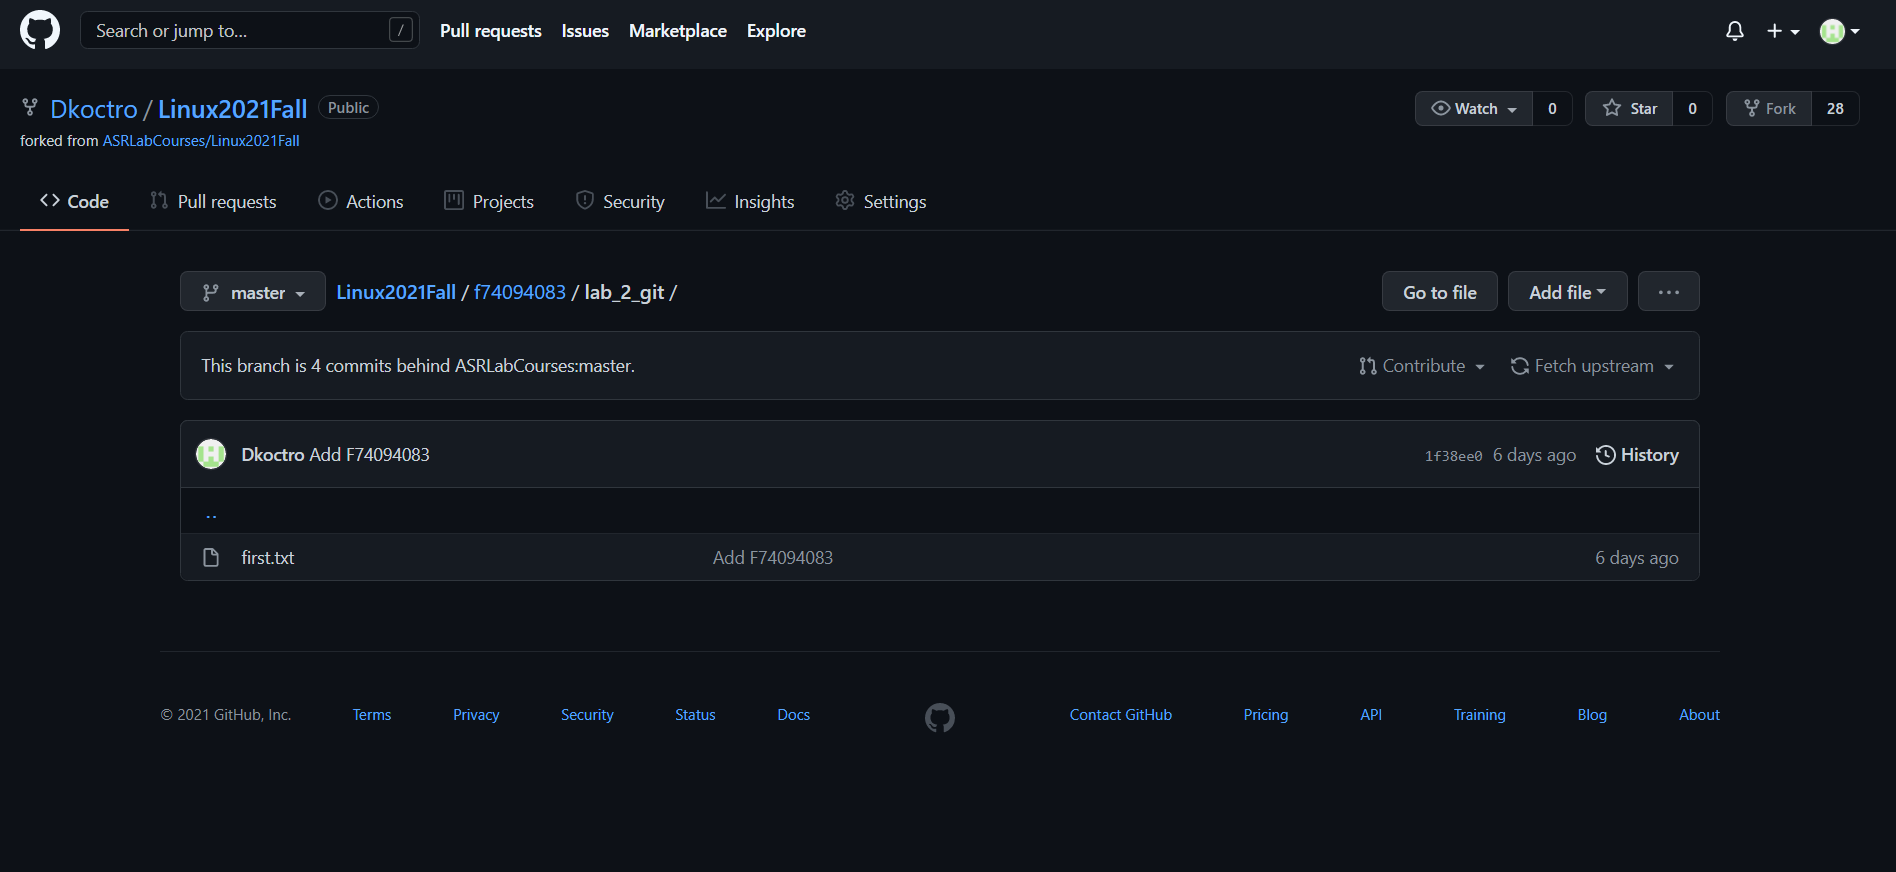 Search or jump to... / Pull requests Issues Marketplace Explore
Dkoctro / Linux2021Fall Public Watch 0 Star 0 Fork 28
forked from ASRLabCourses/Linux2021Fall
Code Pull requests Actions Projects Security Insights Settings
master Linux2021Fall / f74094083 / lab_2_git / Go to file Add file ...
This branch is 4 commits behind ASRLabCourses:master. Contribute Fetch upstream
Dkoctro Add F74094083 1f38ee0 6 days ago History
..
first.txt Add F74094083 6 days ago
© 2021 GitHub, Inc. Terms Privacy Security Status Docs Contact GitHub Pricing API Training Blog About